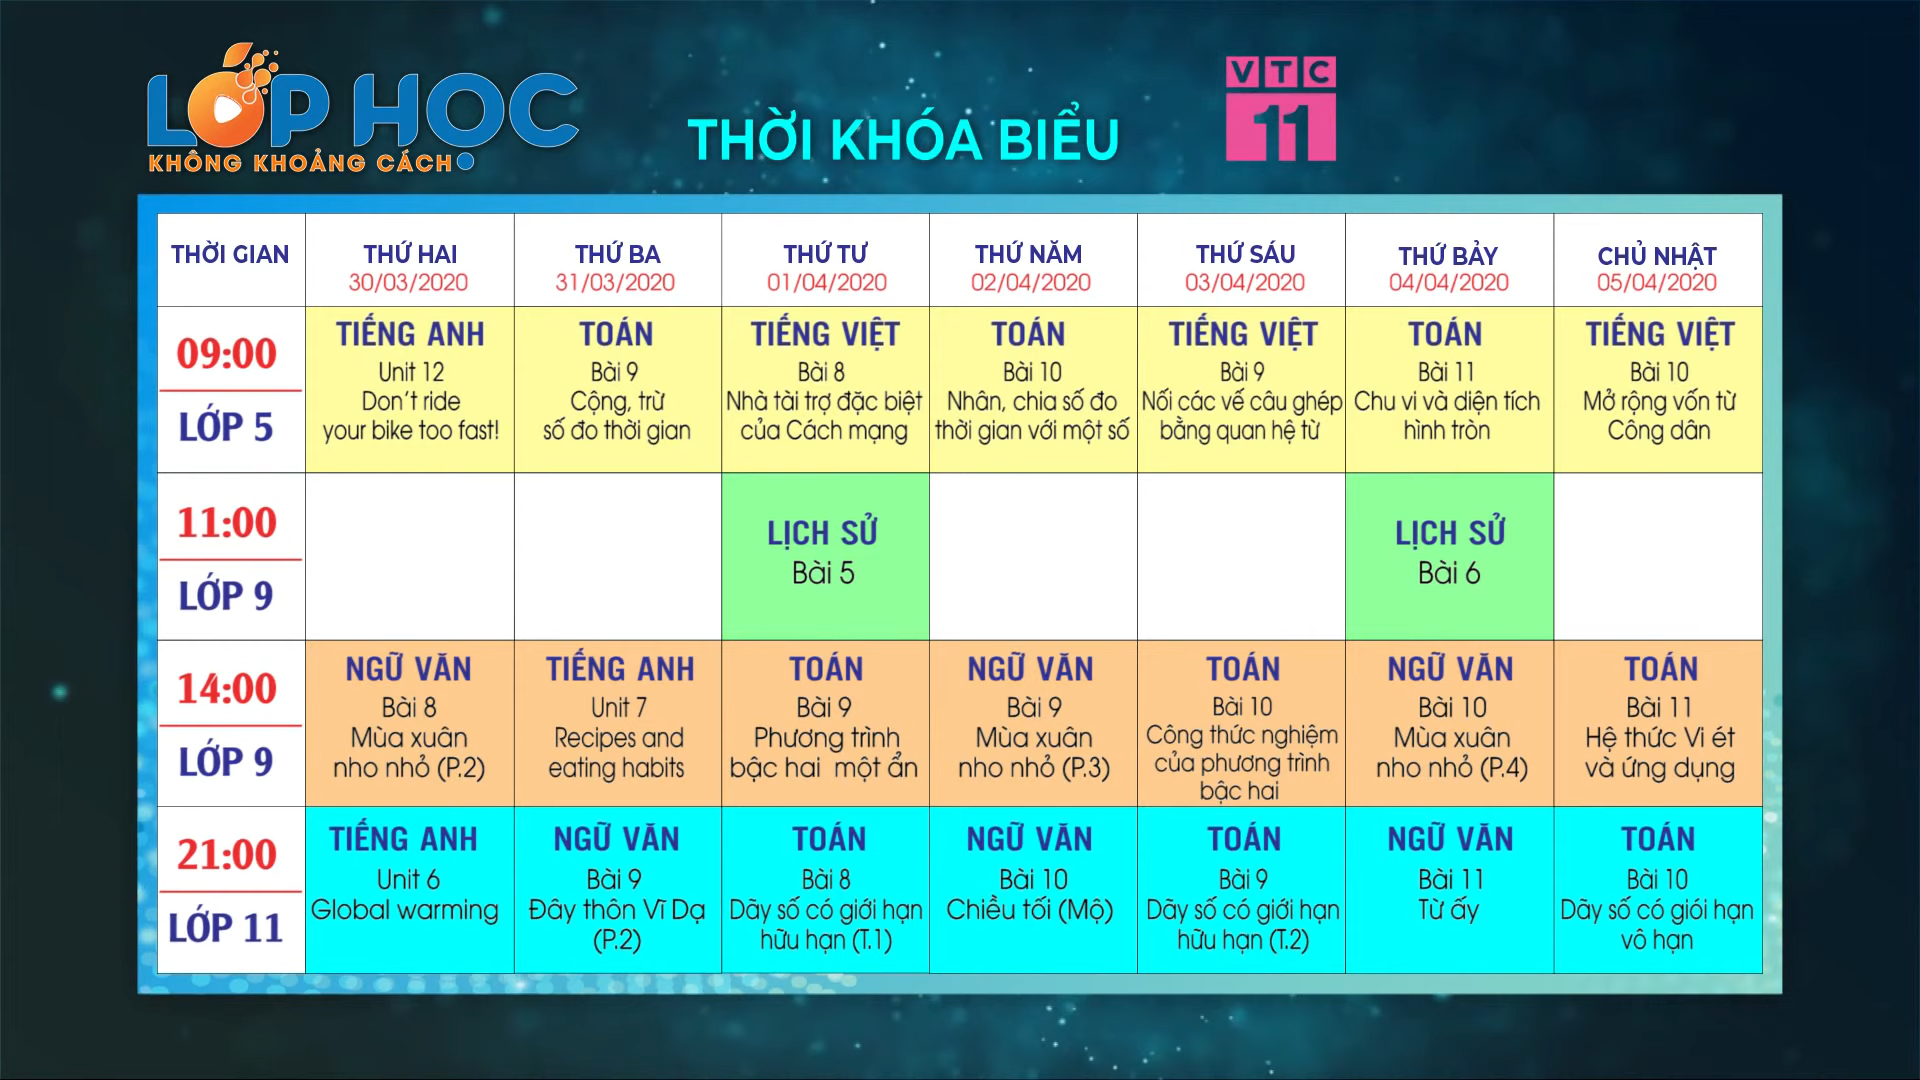 LỚP HỌC
KHÔNG KHOẢNG CÁCH
THỜI KHÓA BIỂU
VTC
11
THỜI GIAN
THỨ HAI
30/03/2020
THỨ BA
31/03/2020
THỨ TƯ
01/04/2020
THỨ NĂM
02/04/2020
THỨ SÁU
03/04/2020
THỨ BẢY
04/04/2020
CHỦ NHẬT
05/04/2020
09:00
LỚP 5
TIẾNG ANH
Unit 12
Don't ride
your bike too fast!
TOÁN
Bài 9
Cộng, trừ
số đo thời gian
TIẾNG VIỆT
Bài 8
Nhà tài trợ đặc biệt
của Cách mạng
TOÁN
Bài 10
Nhân, chia số đo
thời gian với một số
TIẾNG VIỆT
Bài 9
Nối các vế câu ghép
bằng quan hệ từ
TOÁN
Bài 11
Chu vi và diện tích
hình tròn
TIẾNG VIỆT
Bài 10
Mở rộng vốn từ
Công dân
11:00
LỚP 9
LỊCH SỬ
Bài 5
LỊCH SỬ
Bài 6
14:00
LỚP 9
NGỮ VĂN
Bài 8
Mùa xuân
nho nhỏ (P.2)
TIẾNG ANH
Unit 7
Recipes and
eating habits
TOÁN
Bài 9
Phương trình
bậc hai một ẩn
NGỮ VĂN
Bài 9
Mùa xuân
nho nhỏ (P.3)
TOÁN
Bài 10
Công thức nghiệm
của phương trình
bậc hai
NGỮ VĂN
Bài 10
Mùa xuân
nho nhỏ (P.4)
TOÁN
Bài 11
Hệ thức Vi ét
và ứng dụng
21:00
LỚP 11
TIẾNG ANH
Unit 6
Global warming
NGỮ VĂN
Bài 9
Đây thôn Vĩ Dạ
(P.2)
TOÁN
Bài 8
Dãy số có giới hạn
hữu hạn (T.1)
NGỮ VĂN
Bài 10
Chiều tối (Mộ)
TOÁN
Bài 9
Dãy số có giới hạn
hữu hạn (T.2)
NGỮ VĂN
Bài 11
Từ ấy
TOÁN
Bài 10
Dãy số có giói hạn
vô hạn